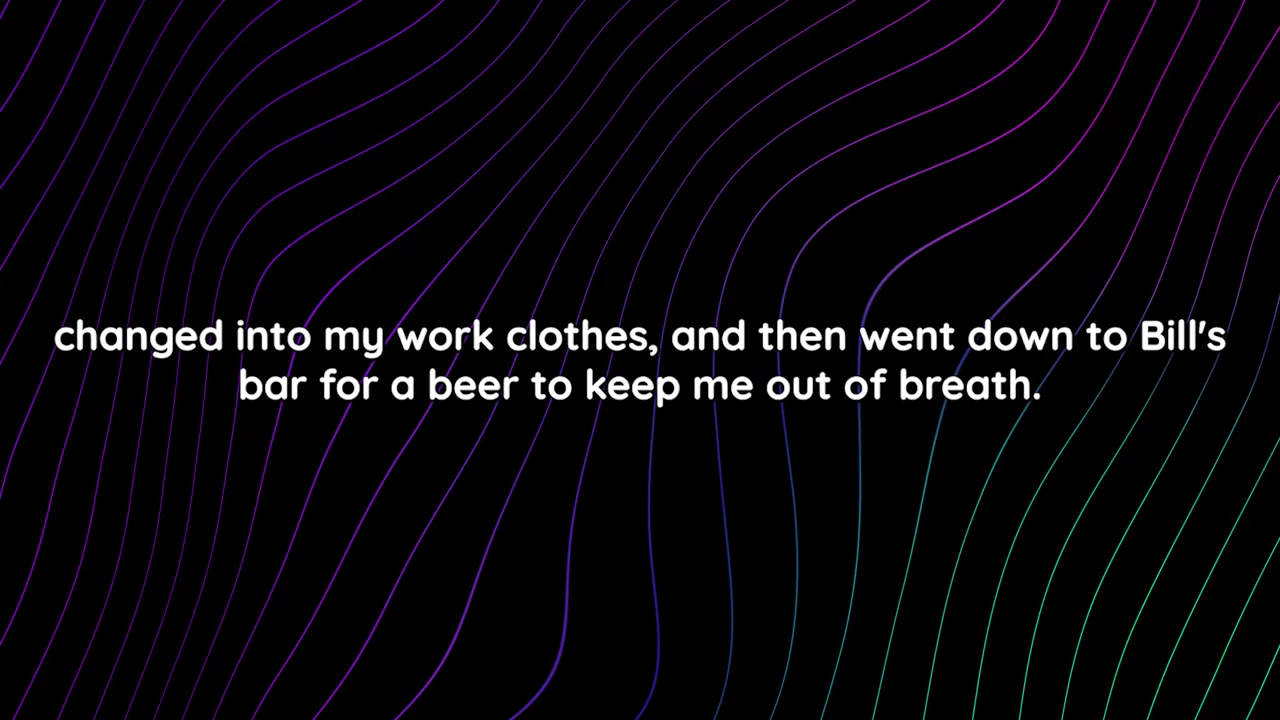 changed into my work clothes, and then went down to Bill's
bar for a beer to keep me out of breath.